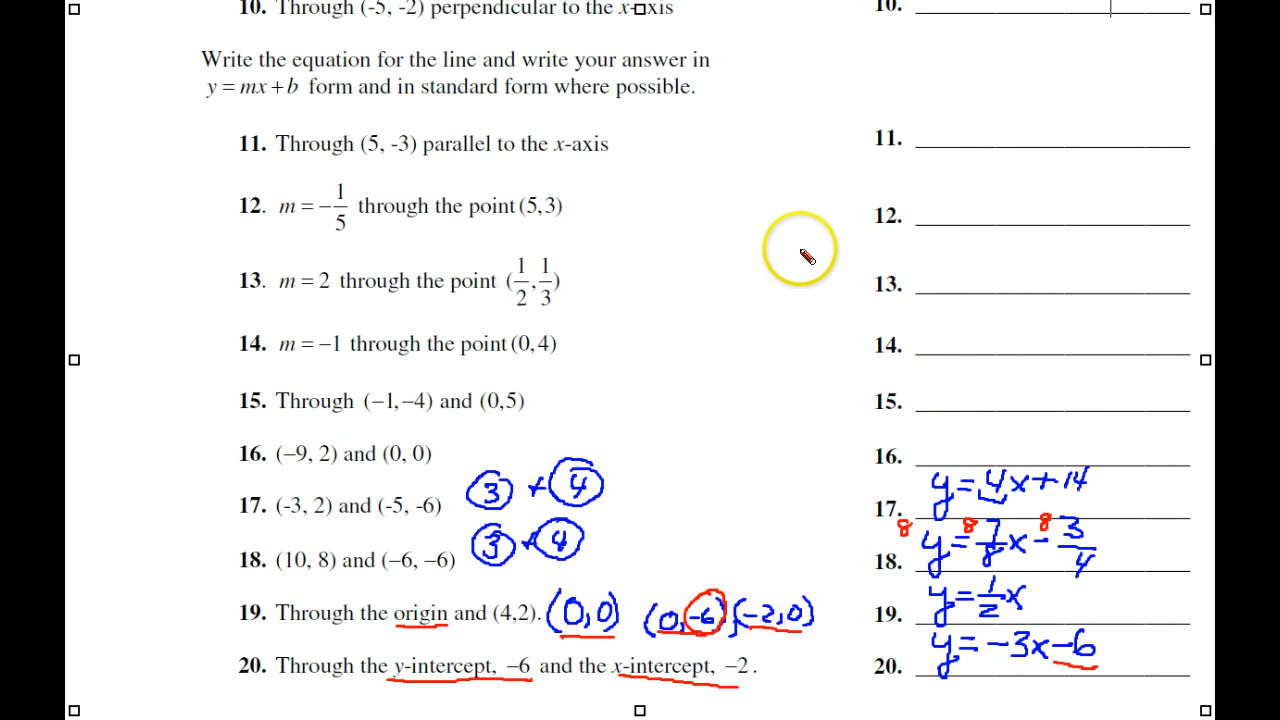 10. Through (-5, -2) perpendicular to the x-axis
10.
Write the equation for the line and write your answer in
y = mx + b form and in standard form where possible.
11. Through (5, -3) parallel to the x-axis
11.
12. m = -1/5 through the point (5, 3)
12.
13. m = 2 through the point (1/2, 1/3)
13.
14. m = −1 through the point (0, 4)
14.
15. Through (−1, −4) and (0,5)
15.
16. (−9, 2) and (0, 0)
16.
17. (-3, 2) and (-5, -6)
3 + 4
17. y = 4x + 14
18. (10, 8) and (−6, −6)
3 + 4
18. 8 y = 8 7/8 x - 8 3/4
19. Through the origin and (4,2). (0,0)
(0,-6) (-2,0)
19. y = 1/2 x
20. Through the y-intercept, −6 and the x-intercept, −2.
20. y = -3x - 6